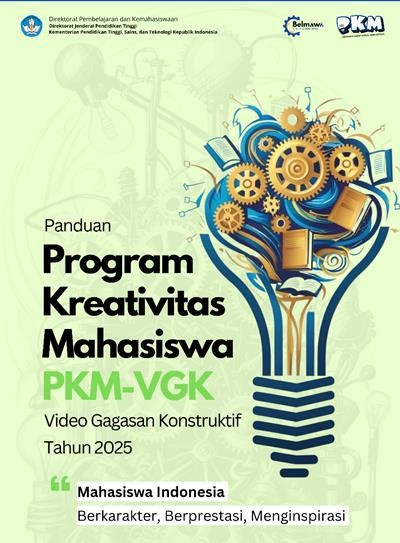 Direktorat Pembelajaran dan Kemahasiswaan
Direktorat Jenderal Pendidikan Tinggi
Kementerian Pendidikan Tinggi, Sains, dan Teknologi Republik Indonesia
Belmawa
PKM
Panduan
Program
Kreativitas
Mahasiswa
PKM-VGK
Video Gagasan Konstruktif
Tahun 2025
“ Mahasiswa Indonesia
Berkarakter, Berprestasi, Menginspirasi